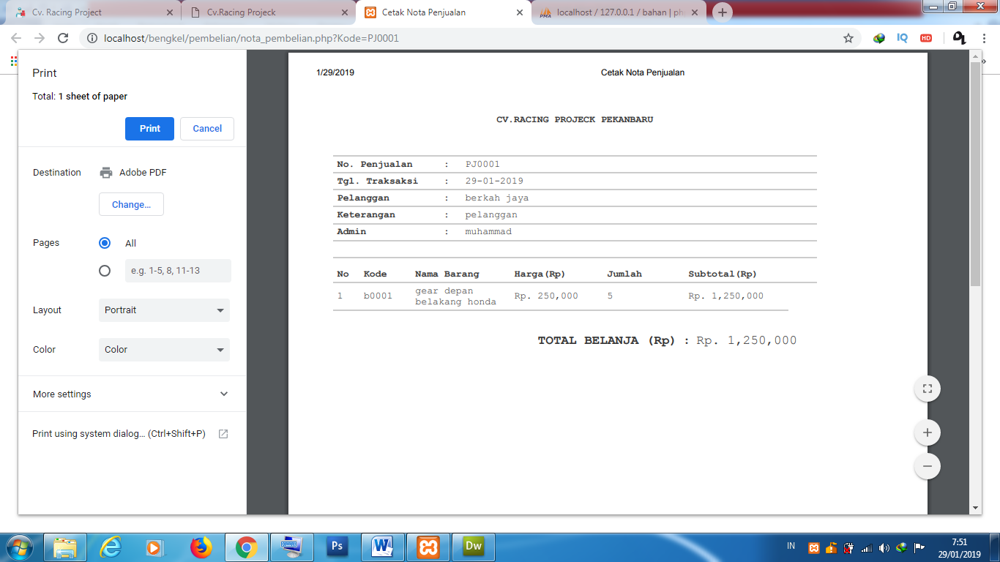 Cv. Racing Project
Cv.Racing Projeck
Cetak Nota Penjualan
localhost / 127.0.0.1 / bahan | ph
localhost/bengkel/pembelian/nota_pembelian.php?Kode=PJ0001
IQ
HD
Print
Total: 1 sheet of paper
Print
Cancel
Destination
Adobe PDF
Change...
Pages
All
e.g. 1-5, 8, 11-13
Layout
Portrait
Color
Color
More settings
Print using system dialog... (Ctrl+Shift+P)
1/29/2019
Cetak Nota Penjualan
CV.RACING PROJECK PEKANBARU
No. Penjualan : PJ0001
Tgl. Traksaksi : 29-01-2019
Pelanggan : berkah jaya
Keterangan : pelanggan
Admin : muhammad
No Kode Nama Barang Harga(Rp) Jumlah Subtotal(Rp)
1 b0001 gear depan belakang honda Rp. 250,000 5 Rp. 1,250,000
TOTAL BELANJA (Rp) : Rp. 1,250,000
Ps
W
Dw
IN
7:51
29/01/2019